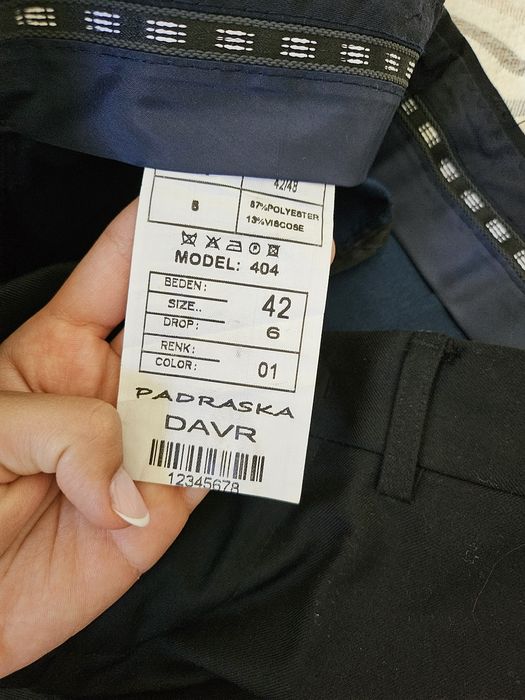 42/48
5
87%POLYESTER
13%VISCOSE
MODEL: 404
BEDEN:
SIZE.. 42
DROP: 6
RENK:
COLOR: 01
PADRASKA
DAVR
12345678